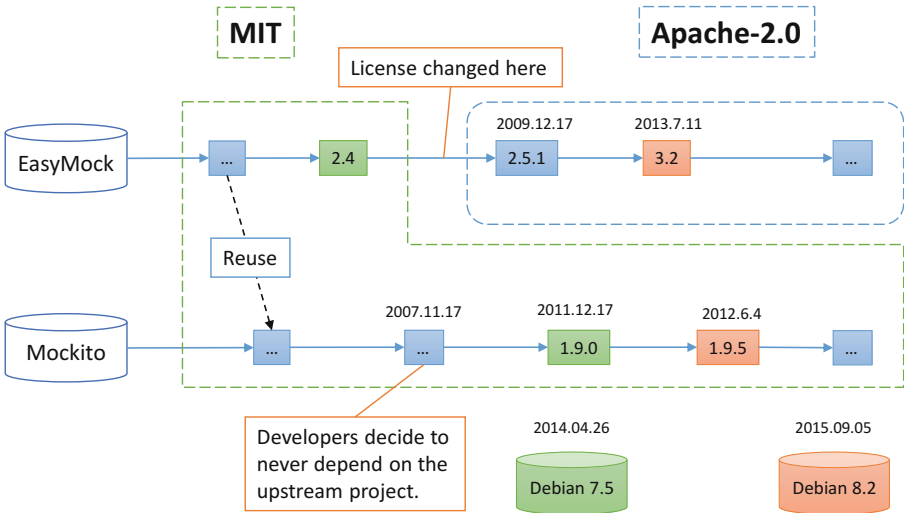 MIT
Apache-2.0
License changed here
2009.12.17
2013.7.11
EasyMock
...
2.4
2.5.1
3.2
...
Reuse
2007.11.17
2011.12.17
2012.6.4
Mockito
...
...
1.9.0
1.9.5
...
Developers decide to
never depend on the
upstream project.
2014.04.26
2015.09.05
Debian 7.5
Debian 8.2